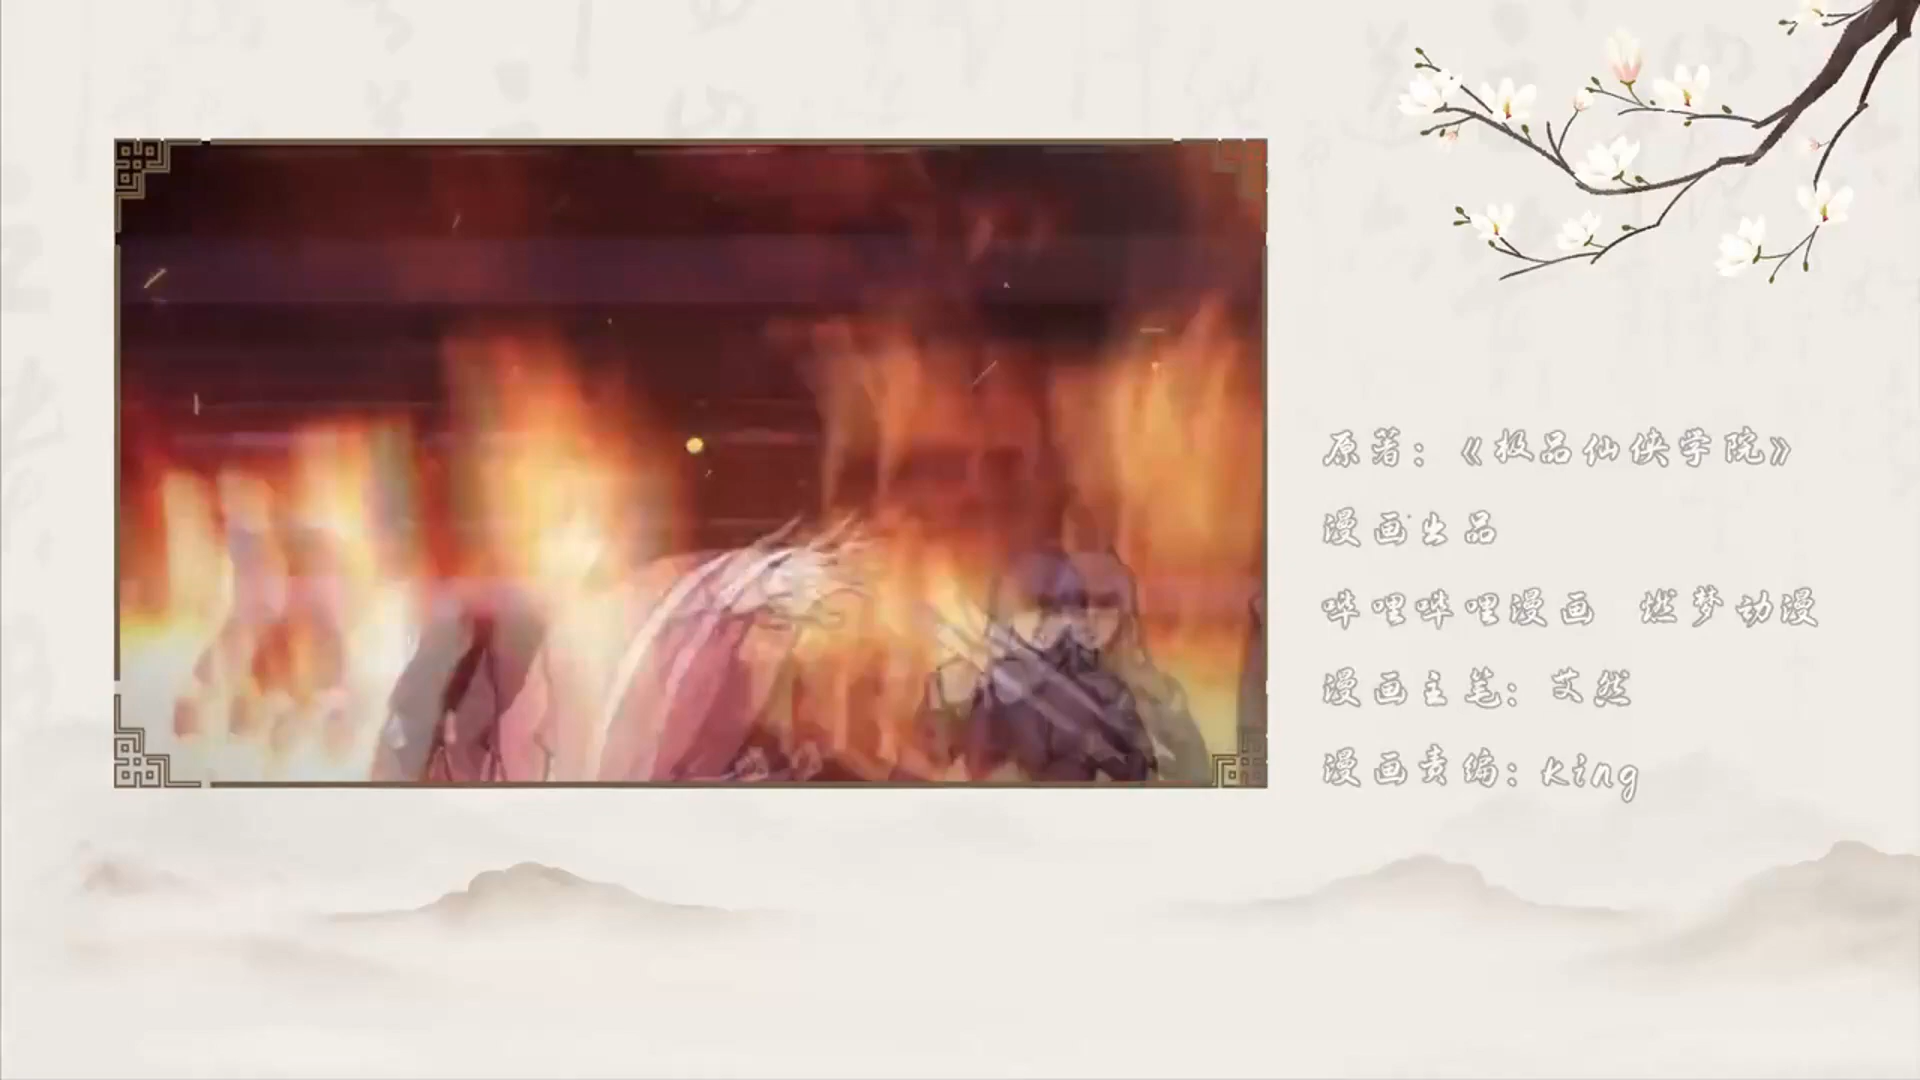 原著：《极品仙侠学院》
漫画出品
哔哩哔哩漫画 燃梦动漫
漫画主笔：艾然
漫画责编：king